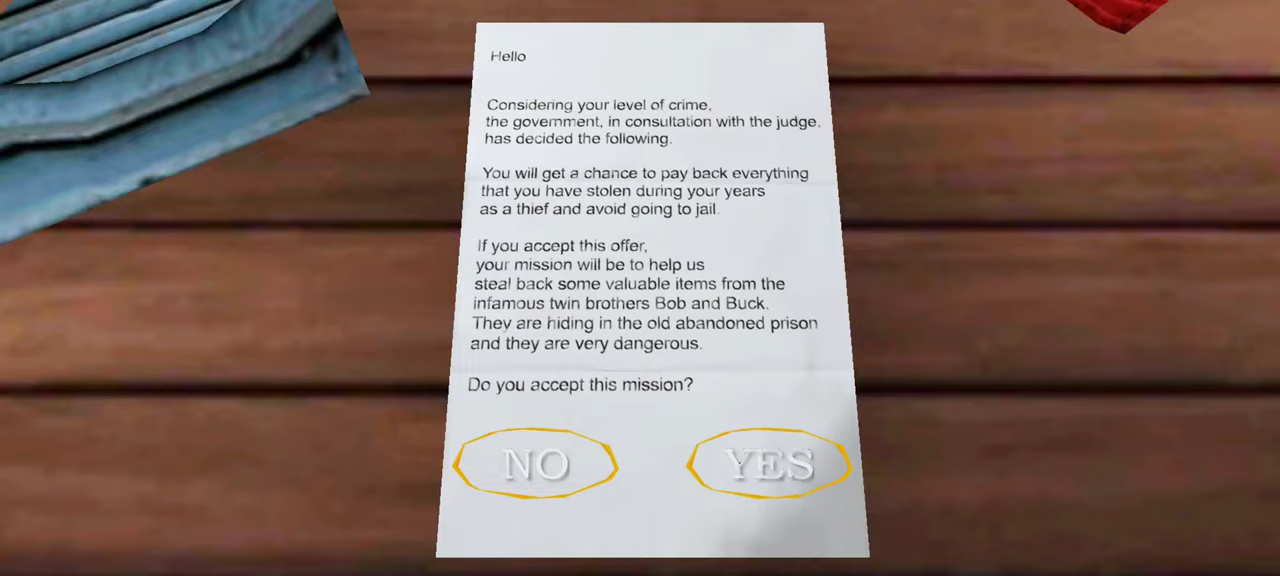 Hello
Considering your level of crime,
the government, in consultation with the judge,
has decided the following.
You will get a chance to pay back everything
that you have stolen during your years
as a thief and avoid going to jail.
If you accept this offer,
your mission will be to help us
steal back some valuable items from the
infamous twin brothers Bob and Buck.
They are hiding in the old abandoned prison
and they are very dangerous.
Do you accept this mission?
NO YES